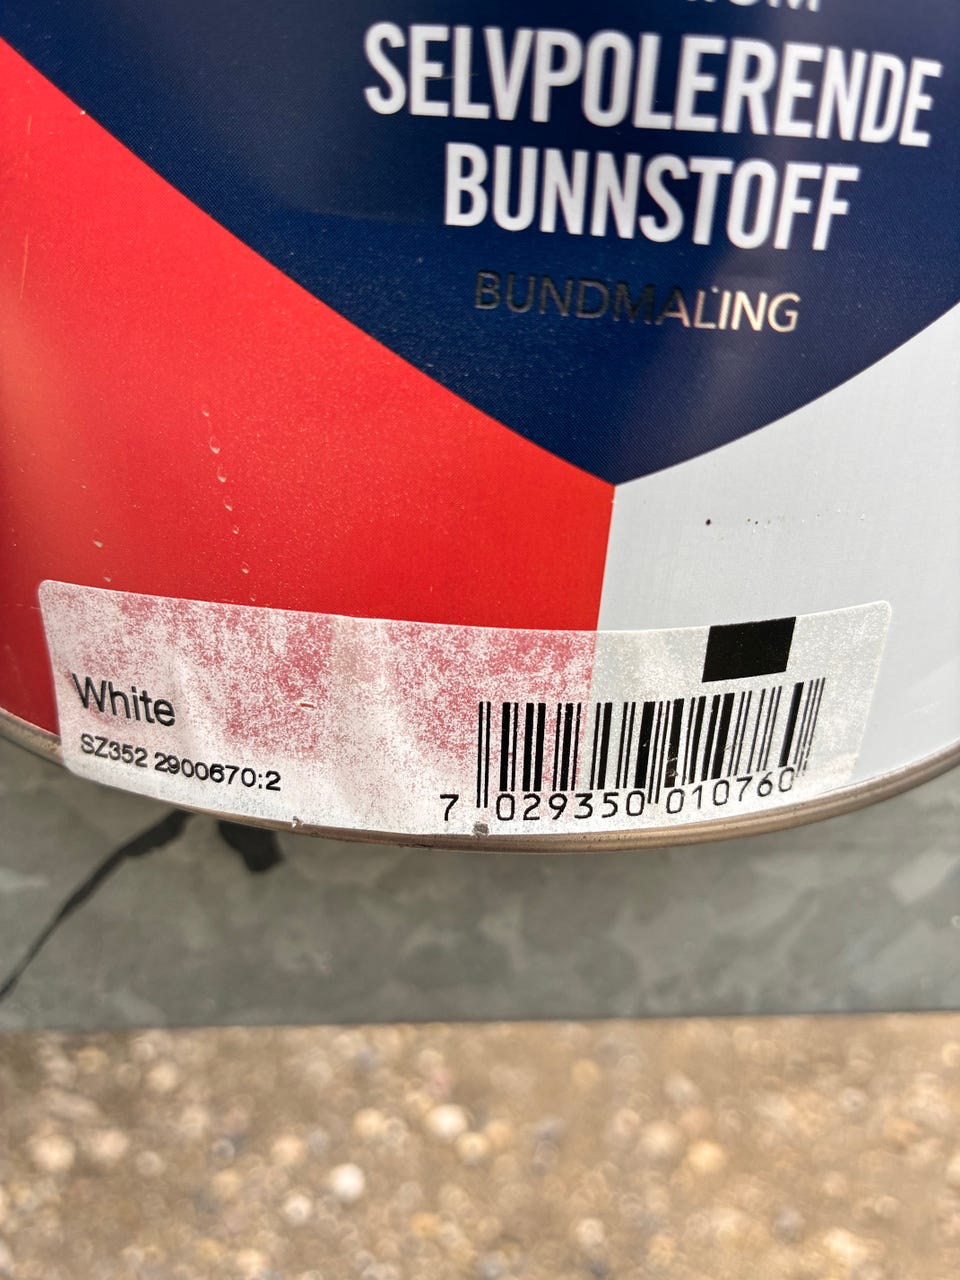 SELVPOLERENDE
BUNNSTOFF
BUNDMALING
White
SZ352 2900670:2
7 029350 010760